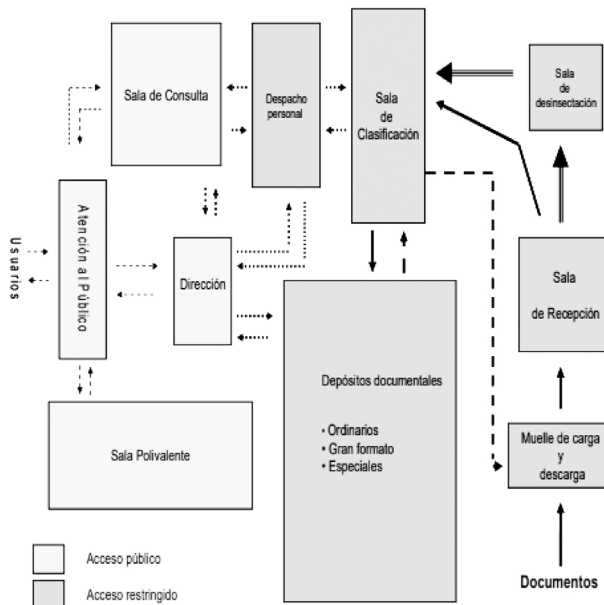 Sala de Consulta
Despacho
personal
Sala
de
Clasificación
Sala
de
desinsectación
Usuarios
Atención al Público
Dirección
Sala
de Recepción
Depósitos documentales
• Ordinarios
• Gran formato
• Especiales
Muelle de carga
y
descarga
Sala Polivalente
Acceso público
Acceso restringido
Documentos